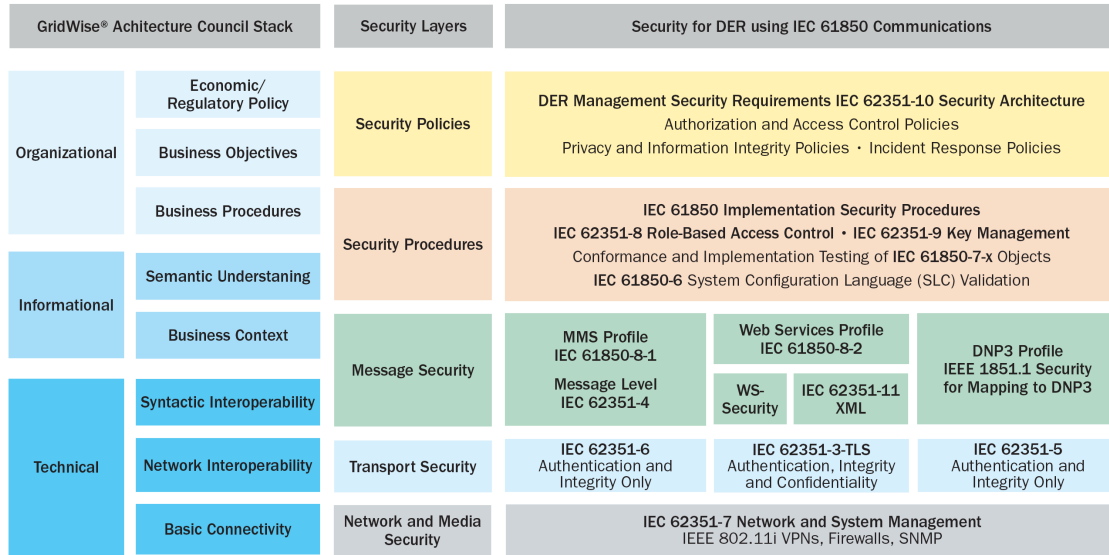 GridWise® Achitecture Council Stack
Security Layers
Security for DER using IEC 61850 Communications
Organizational
Economic/
Regulatory Policy
Business Objectives
Business Procedures
Security Policies
DER Management Security Requirements IEC 62351-10 Security Architecture
Authorization and Access Control Policies
Privacy and Information Integrity Policies • Incident Response Policies
Security Procedures
IEC 61850 Implementation Security Procedures
IEC 62351-8 Role-Based Access Control • IEC 62351-9 Key Management
Conformance and Implementation Testing of IEC 61850-7-x Objects
IEC 61850-6 System Configuration Language (SLC) Validation
Informational
Semantic Understaning
Business Context
Message Security
MMS Profile
IEC 61850-8-1
Message Level
IEC 62351-4
Web Services Profile
IEC 61850-8-2
WS-
Security
IEC 62351-11
XML
DNP3 Profile
IEEE 1851.1 Security
for Mapping to DNP3
Technical
Syntactic Interoperability
Network Interoperability
Basic Connectivity
Transport Security
IEC 62351-6
Authentication and
Integrity Only
IEC 62351-3-TLS
Authentication, Integrity
and Confidentiality
IEC 62351-5
Authentication and
Integrity Only
Network and Media
Security
IEC 62351-7 Network and System Management
IEEE 802.11i VPNs, Firewalls, SNMP